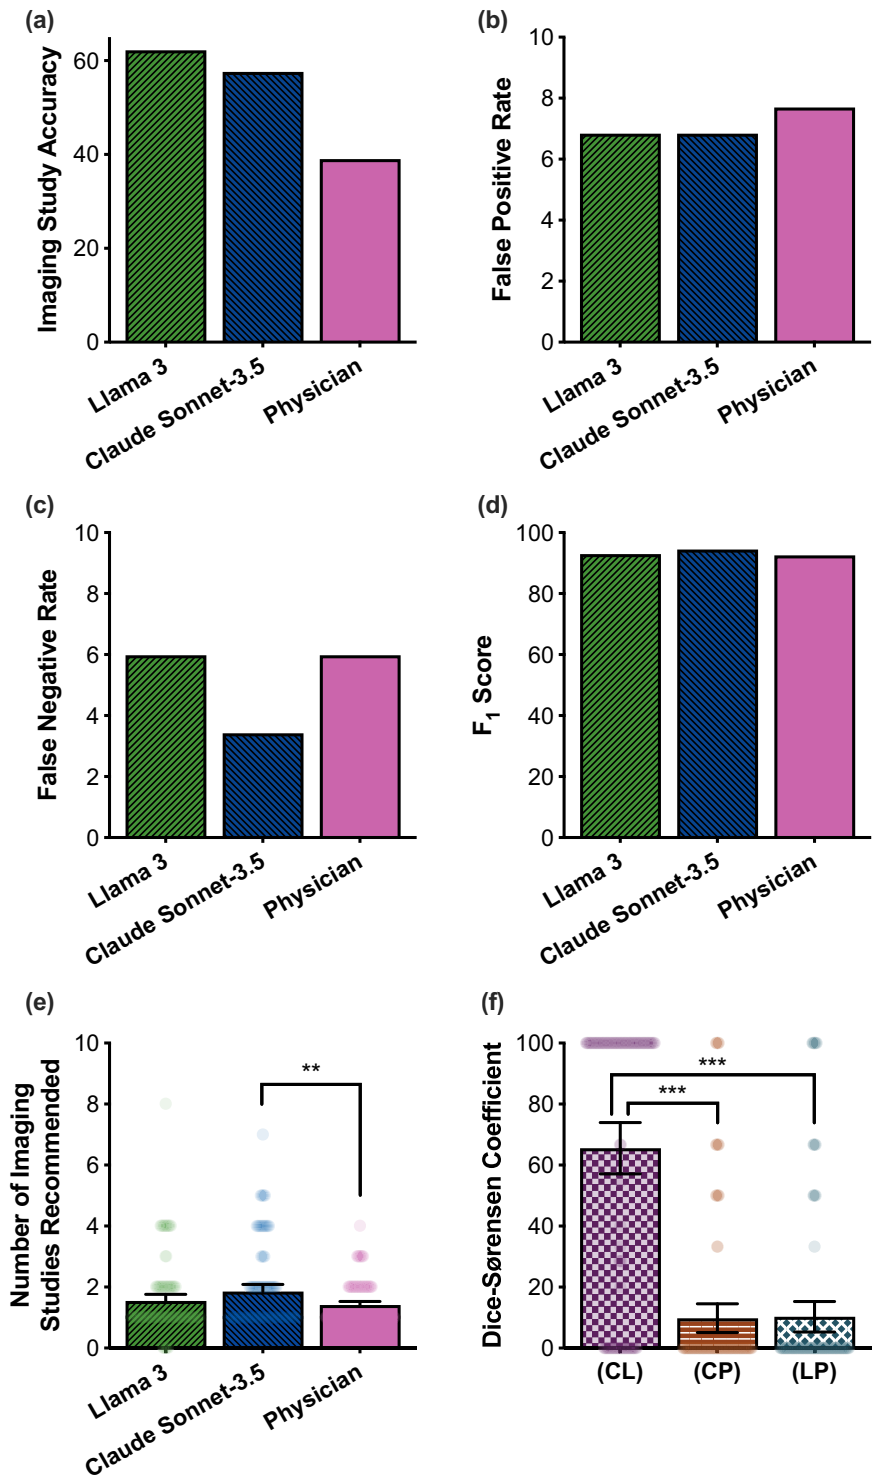 (a)
Imaging Study Accuracy
60
40
20
0
Llama 3
Claude Sonnet-3.5
Physician
(b)
False Positive Rate
10
8
6
4
2
0
Llama 3
Claude Sonnet-3.5
Physician
(c)
False Negative Rate
10
8
6
4
2
0
Llama 3
Claude Sonnet-3.5
Physician
(d)
F1 Score
100
80
60
40
20
0
Llama 3
Claude Sonnet-3.5
Physician
(e)
Number of Imaging
Studies Recommended
10
8
6
4
2
0
**
Llama 3
Claude Sonnet-3.5
Physician
(f)
Dice-Sørensen Coefficient
100
80
60
40
20
0
***
***
(CL)
(CP)
(LP)